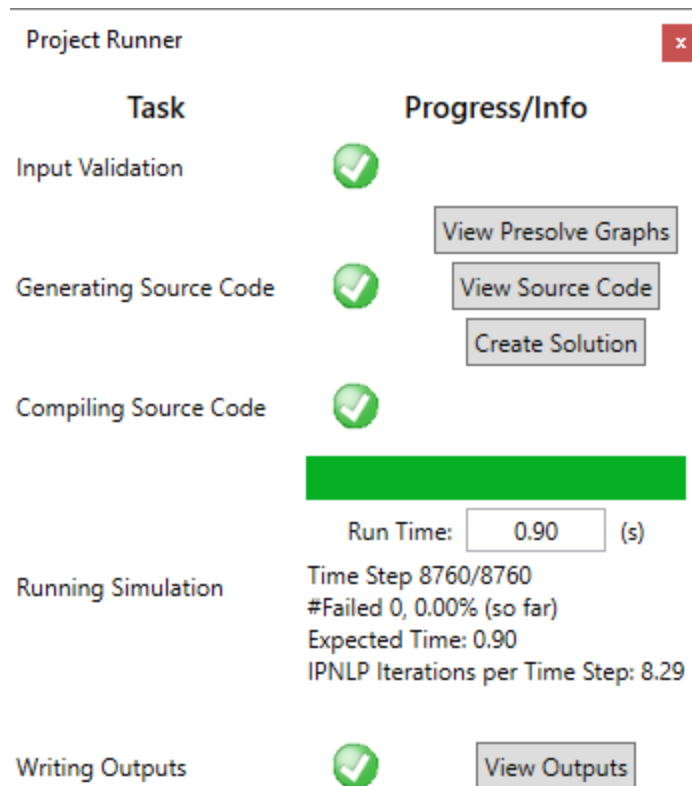 Project Runner
x
Task
Progress/Info
Input Validation
View Presolve Graphs
Generating Source Code
View Source Code
Create Solution
Compiling Source Code
Run Time: 0.90 (s)
Running Simulation
Time Step 8760/8760
#Failed 0, 0.00% (so far)
Expected Time: 0.90
IPNLP Iterations per Time Step: 8.29
Writing Outputs
View Outputs